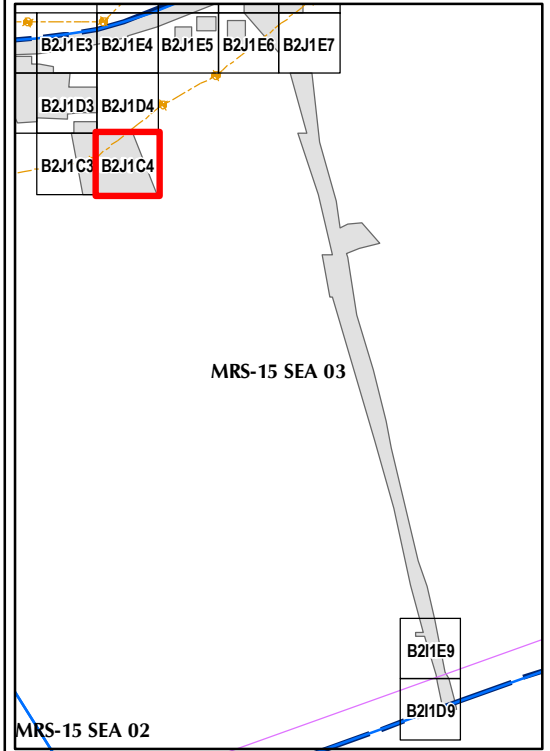 B2J1E3 B2J1E4 B2J1E5 B2J1E6 B2J1E7
B2J1D3 B2J1D4
B2J1C3 B2J1C4
MRS-15 SEA 03
B2I1E9
B2I1D9
MRS-15 SEA 02